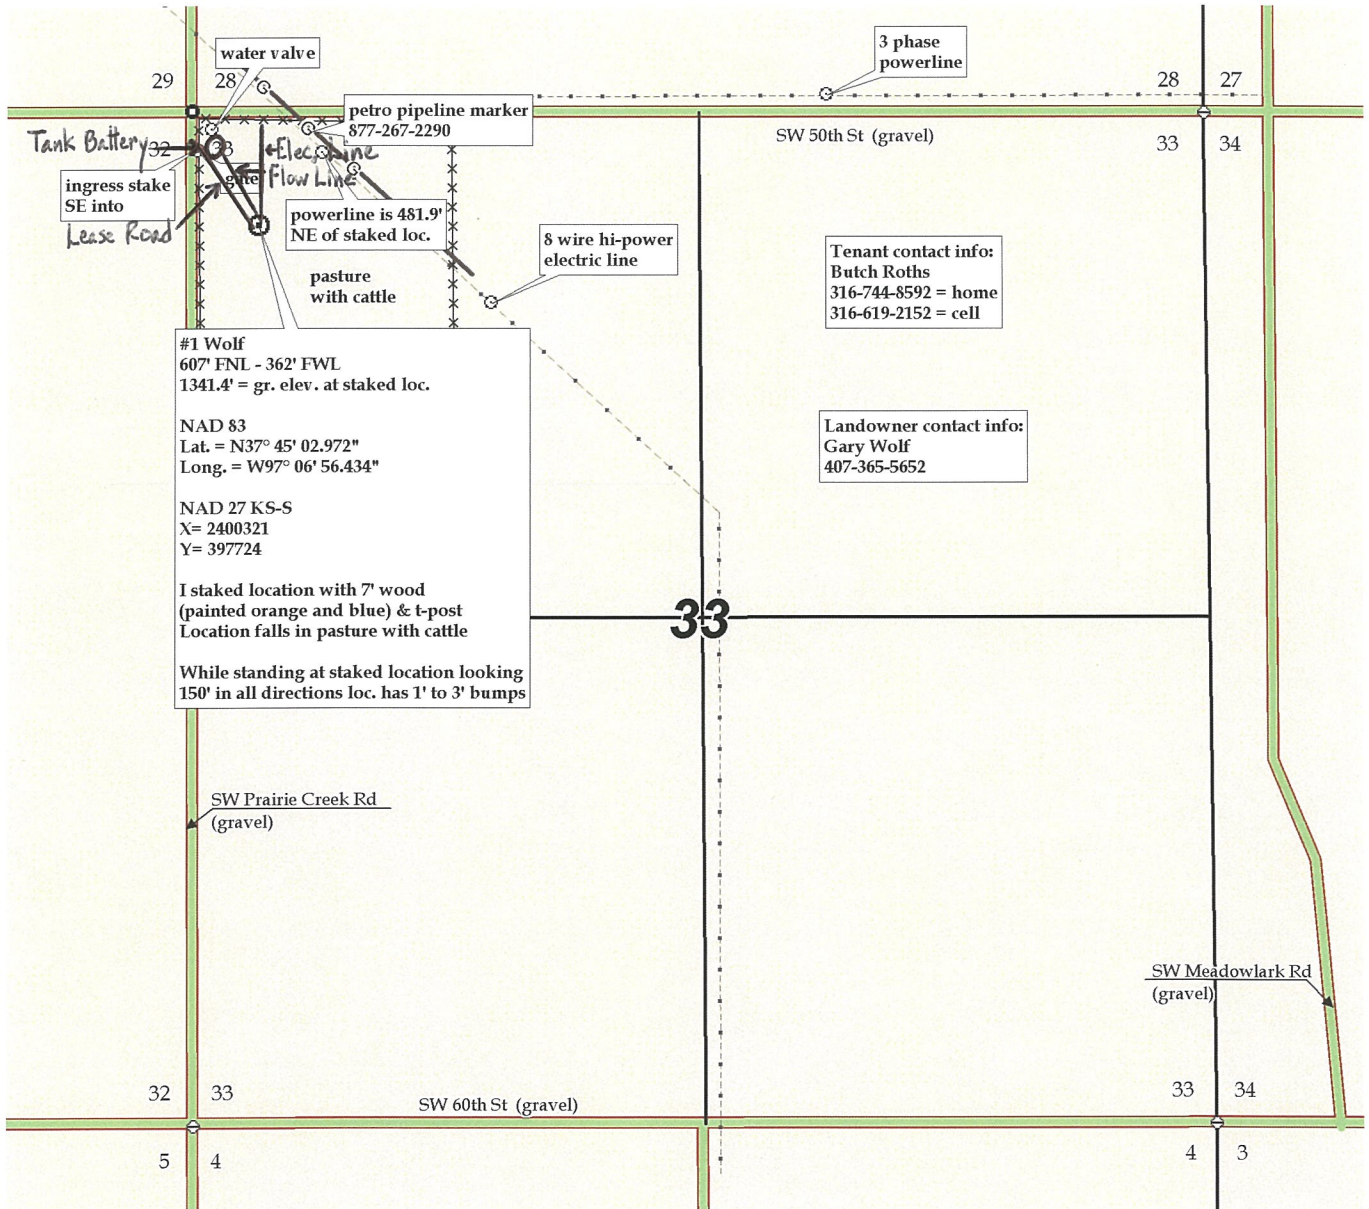 water valve
3 phase
powerline
29
28
28
27
petro pipeline marker
877-267-2290
SW 50th St (gravel)
Tank Battery
32
33
Elec. Line
33
34
Flow Line
ingress stake
SE into
Lease Road
powerline is 481.9'
NE of staked loc.
8 wire hi-power
electric line
pasture
with cattle
Tenant contact info:
Butch Roths
316-744-8592 = home
316-619-2152 = cell
#1 Wolf
607' FNL - 362' FWL
1341.4' = gr. elev. at staked loc.
NAD 83
Lat. = N37° 45' 02.972"
Long. = W97° 06' 56.434"
NAD 27 KS-S
X= 2400321
Y= 397724
I staked location with 7' wood
(painted orange and blue) & t-post
Location falls in pasture with cattle
While standing at staked location looking
150' in all directions loc. has 1' to 3' bumps
Landowner contact info:
Gary Wolf
407-365-5652
33
SW Prairie Creek Rd
(gravel)
SW Meadowlark Rd
(gravel)
32
33
SW 60th St (gravel)
33
34
5
4
4
3